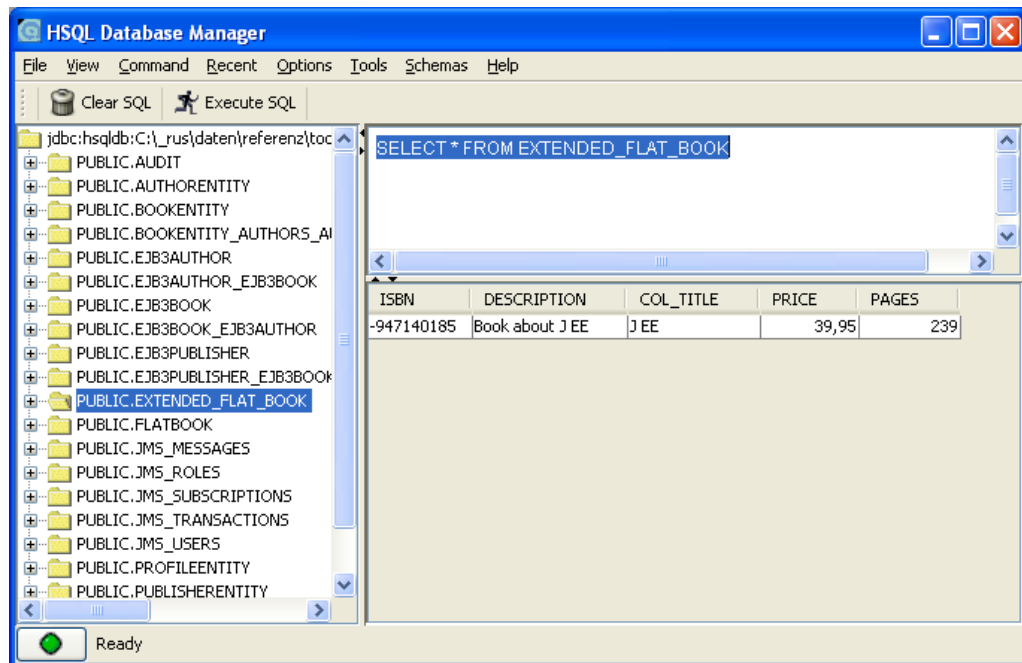 HSQL Database Manager
File View Command Recent Options Tools Schemas Help
Clear SQL Execute SQL
jdbc:hsqldb:C:\_rus\daten\referenz\toc
PUBLIC.AUDIT
PUBLIC.AUTHORENTITY
PUBLIC.BOOKENTITY
PUBLIC.BOOKENTITY_AUTHORS_AU
PUBLIC.EJB3AUTHOR
PUBLIC.EJB3AUTHOR_EJB3BOOK
PUBLIC.EJB3BOOK
PUBLIC.EJB3BOOK_EJB3AUTHOR
PUBLIC.EJB3PUBLISHER
PUBLIC.EJB3PUBLISHER_EJB3BOOK
PUBLIC.EXTENDED_FLAT_BOOK
PUBLIC.FLATBOOK
PUBLIC.JMS_MESSAGES
PUBLIC.JMS_ROLES
PUBLIC.JMS_SUBSCRIPTIONS
PUBLIC.JMS_TRANSACTIONS
PUBLIC.JMS_USERS
PUBLIC.PROFILEENTITY
PUBLIC.PUBLISHERENTITY
SELECT * FROM EXTENDED_FLAT_BOOK
ISBN DESCRIPTION COL_TITLE PRICE PAGES
-947140185 Book about J EE J EE 39,95 239
Ready